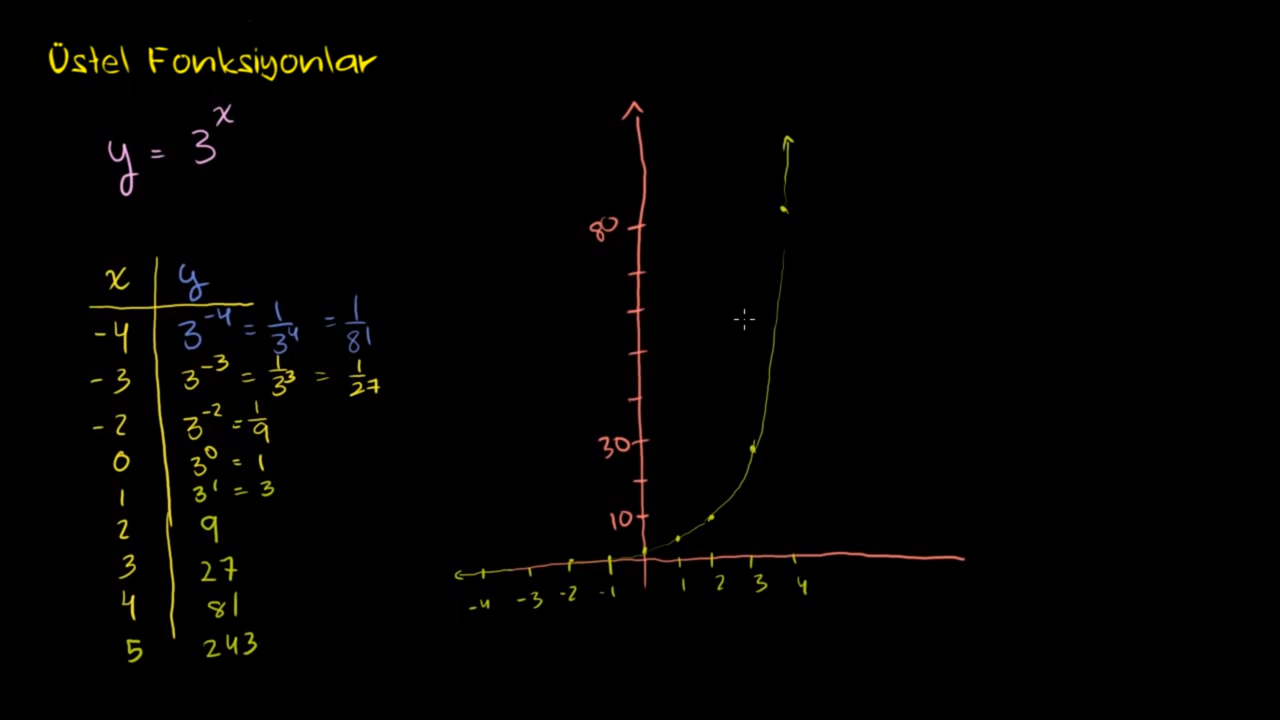 Üstel Fonksiyonlar
y = 3^x
x y
-4 3^-4 = 1/3^4 = 1/81
-3 3^-3 = 1/3^3 = 1/27
-2 3^-2 = 1/9
0 3^0 = 1
1 3^1 = 3
2 9
3 27
4 81
5 243
80
30
10
-4 -3 -2 -1 1 2 3 4